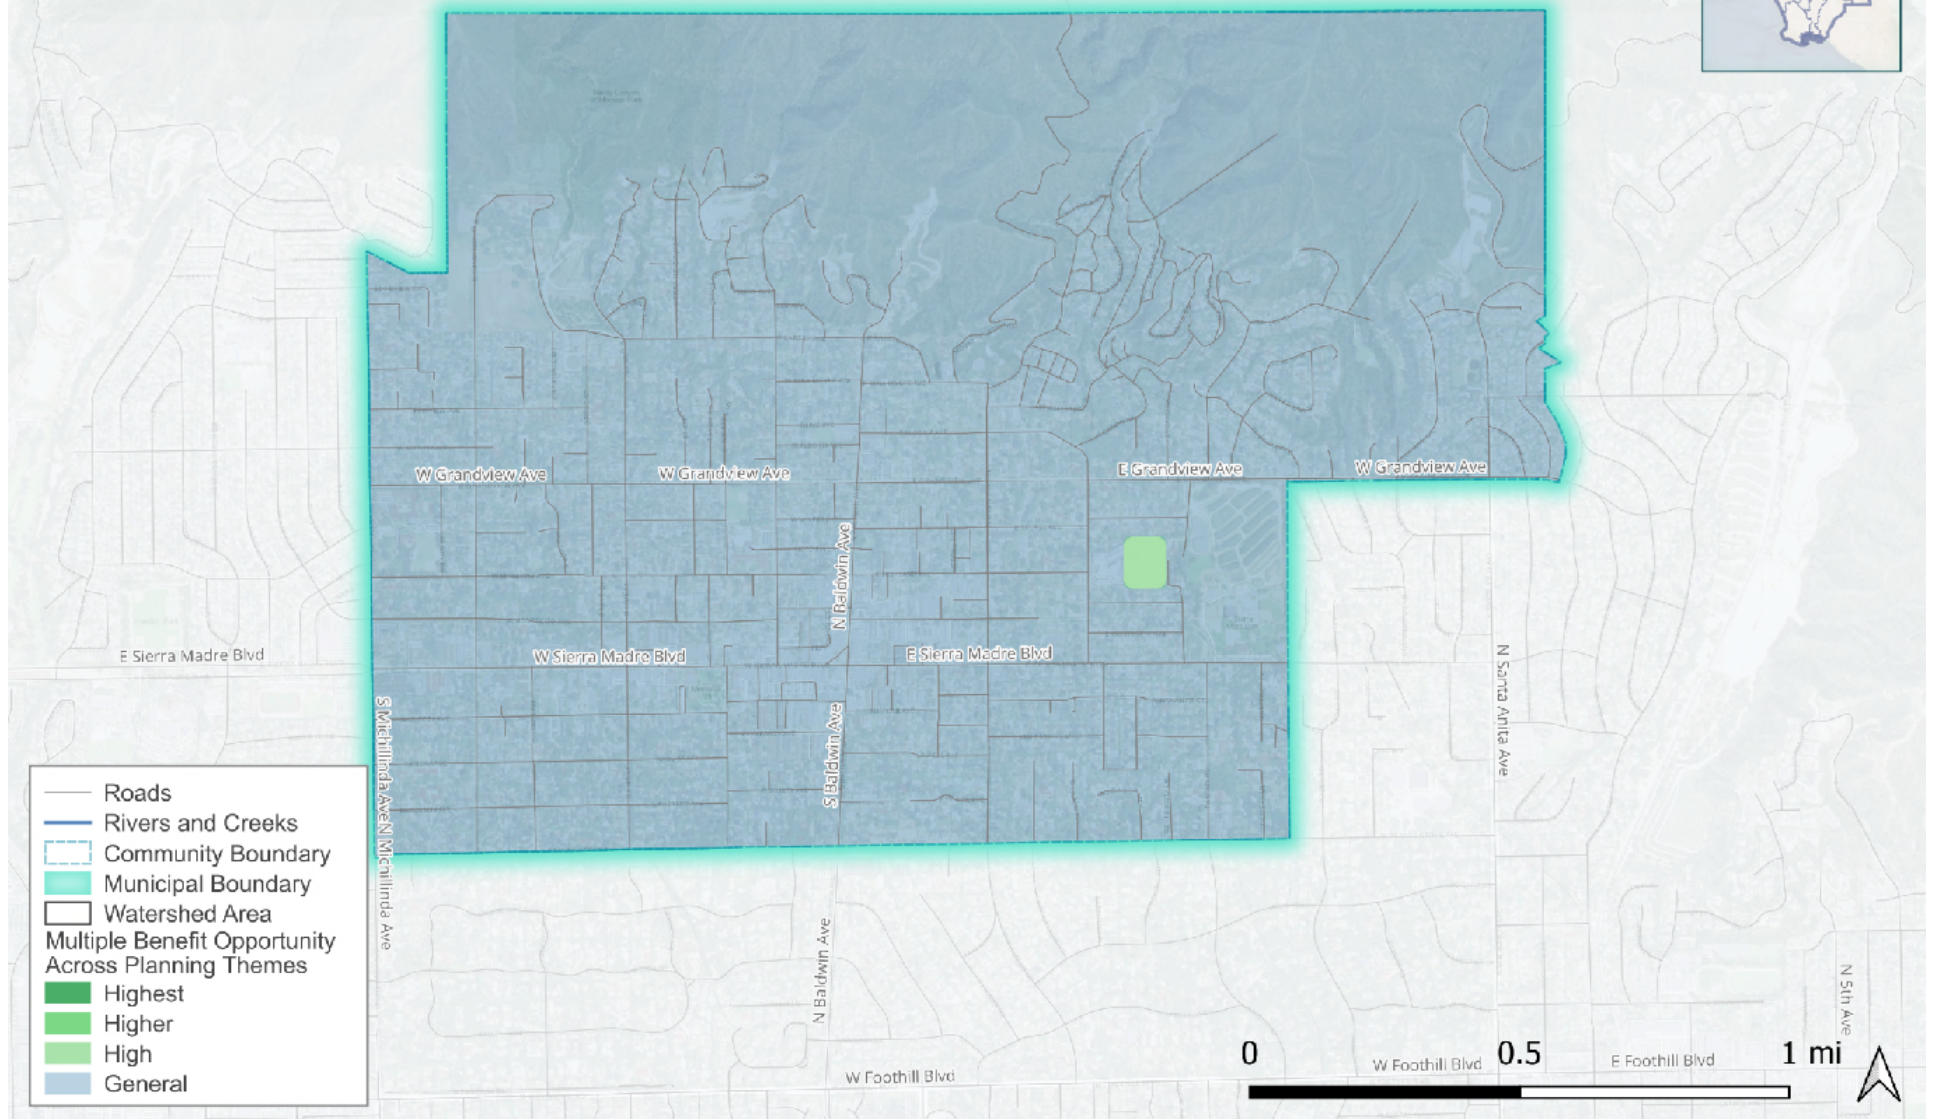 W Grandview Ave
W Grandview Ave
E Grandview Ave
W Grandview Ave
N Baldwin Ave
E Sierra Madre Blvd
W Sierra Madre Blvd
E Sierra Madre Blvd
N Santa Anita Ave
S Michillinda Ave
N Michillinda Ave
S Baldwin Ave
N Baldwin Ave
N 5th Ave
W Foothill Blvd
W Foothill Blvd
E Foothill Blvd
Roads
Rivers and Creeks
Community Boundary
Municipal Boundary
Watershed Area
Multiple Benefit Opportunity
Across Planning Themes
Highest
Higher
High
General
0 0.5 1 mi